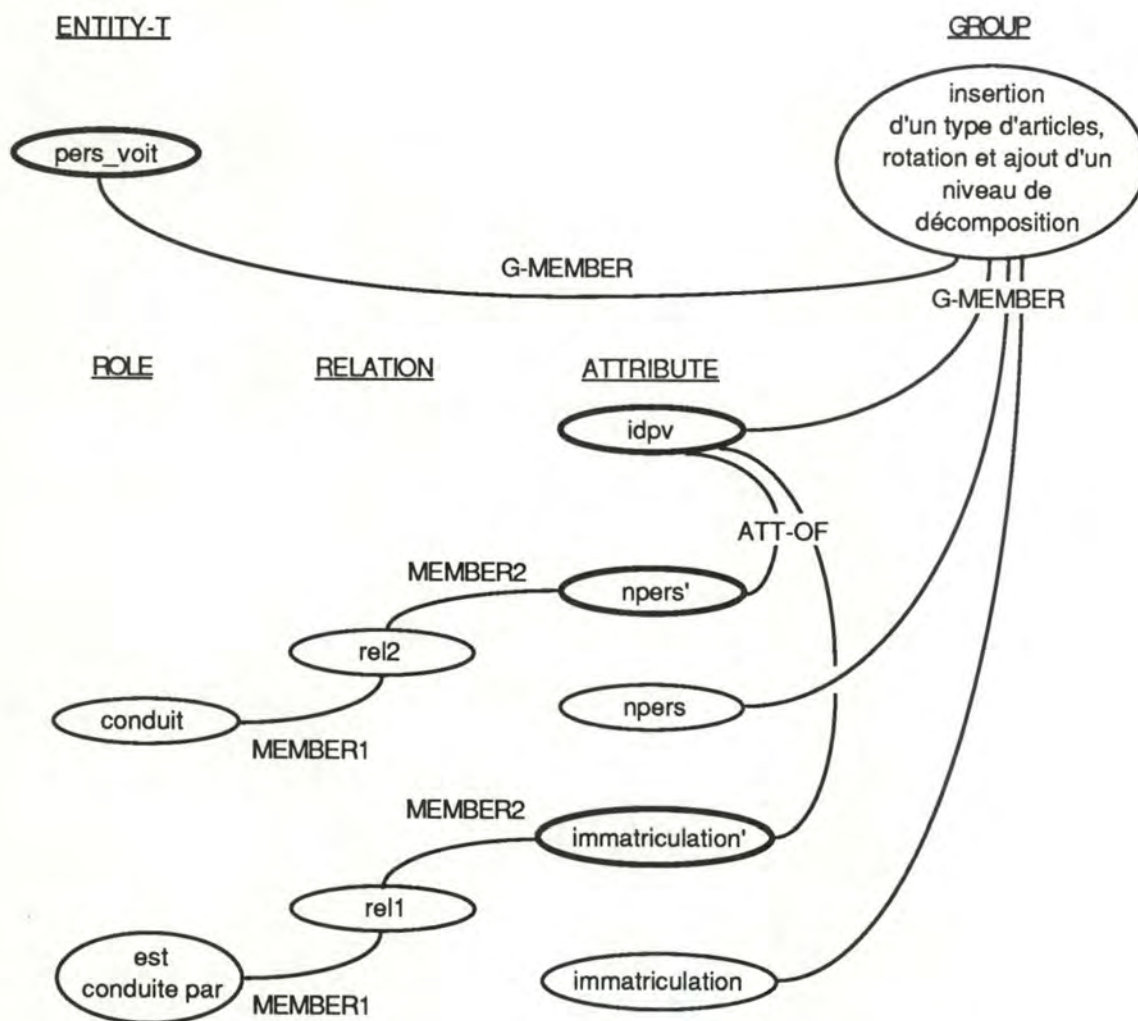 ENTITY-T
GROUP
insertion
d'un type d'articles,
rotation et ajout d'un
niveau de
décomposition
pers_voit
G-MEMBER
G-MEMBER
ROLE
RELATION
ATTRIBUTE
idpv
ATT-OF
MEMBER2
npers'
rel2
conduit
npers
MEMBER1
MEMBER2
immatriculation'
rel1
est
conduite par
immatriculation
MEMBER1